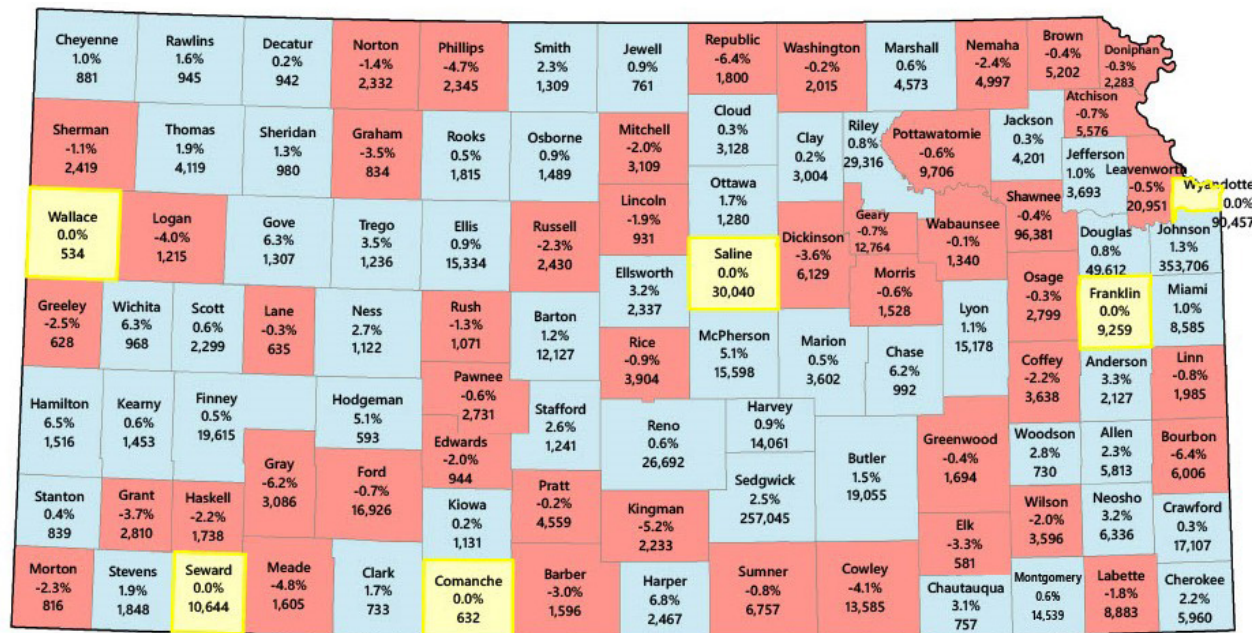 Cheyenne
1.0%
881
Rawlins
1.6%
945
Decatur
0.2%
942
Norton
-1.4%
2,332
Phillips
-4.7%
2,345
Smith
2.3%
1,309
Jewell
0.9%
761
Republic
-6.4%
1,800
Washington
-0.2%
2,015
Marshall
0.6%
4,573
Nemaha
-2.4%
4,997
Brown
-0.4%
5,202
Doniphan
-0.3%
2,283
Atchison
-0.7%
5,576
Sherman
-1.1%
2,419
Thomas
1.9%
4,119
Sheridan
1.3%
980
Graham
-3.5%
834
Rooks
0.5%
1,815
Osborne
0.9%
1,489
Mitchell
-2.0%
3,109
Cloud
0.3%
3,128
Clay
0.2%
3,004
Riley
0.8%
29,316
Pottawatomie
-0.6%
9,706
Jackson
0.3%
4,201
Jefferson
1.0%
3,693
Leavenworth
-0.5%
20,951
Wyandotte
0.0%
90,457
Wallace
0.0%
534
Logan
-4.0%
1,215
Gove
6.3%
1,307
Trego
3.5%
1,236
Ellis
0.9%
15,334
Russell
-2.3%
2,430
Lincoln
-1.9%
931
Ottawa
1.7%
1,280
Saline
0.0%
30,040
Dickinson
-3.6%
6,129
Geary
-0.7%
12,764
Wabaunsee
-0.1%
1,340
Shawnee
-0.4%
96,381
Douglas
0.8%
49,612
Johnson
1.3%
353,706
Ellsworth
3.2%
2,337
Morris
-0.6%
1,528
Osage
-0.3%
2,799
Franklin
0.0%
9,259
Miami
1.0%
8,585
Greeley
-2.5%
628
Wichita
6.3%
968
Scott
0.6%
2,299
Lane
-0.3%
635
Ness
2.7%
1,122
Rush
-1.3%
1,071
Barton
1.2%
12,127
Rice
-0.9%
3,904
McPherson
5.1%
15,598
Marion
0.5%
3,602
Chase
6.2%
992
Lyon
1.1%
15,178
Coffey
-2.2%
3,638
Anderson
3.3%
2,127
Linn
-0.8%
1,985
Hamilton
6.5%
1,516
Kearny
0.6%
1,453
Finney
0.5%
19,615
Hodgeman
5.1%
593
Pawnee
-0.6%
2,731
Edwards
-2.0%
944
Stafford
2.6%
1,241
Reno
0.6%
26,692
Harvey
0.9%
14,061
Sedgwick
2.5%
257,045
Butler
1.5%
19,055
Greenwood
-0.4%
1,694
Woodson
2.8%
730
Allen
2.3%
5,813
Bourbon
-6.4%
6,006
Gray
-6.2%
3,086
Ford
-0.7%
16,926
Kiowa
0.2%
1,131
Pratt
-0.2%
4,559
Kingman
-5.2%
2,233
Elk
-3.3%
581
Wilson
-2.0%
3,596
Neosho
3.2%
6,336
Crawford
0.3%
17,107
Stanton
0.4%
839
Grant
-3.7%
2,810
Haskell
-2.2%
1,738
Morton
-2.3%
816
Stevens
1.9%
1,848
Seward
0.0%
10,644
Meade
-4.8%
1,605
Clark
1.7%
733
Comanche
0.0%
632
Barber
-3.0%
1,596
Harper
6.8%
2,467
Sumner
-0.8%
6,757
Cowley
-4.1%
13,585
Chautauqua
3.1%
757
Montgomery
0.6%
14,539
Labette
-1.8%
8,883
Cherokee
2.2%
5,960